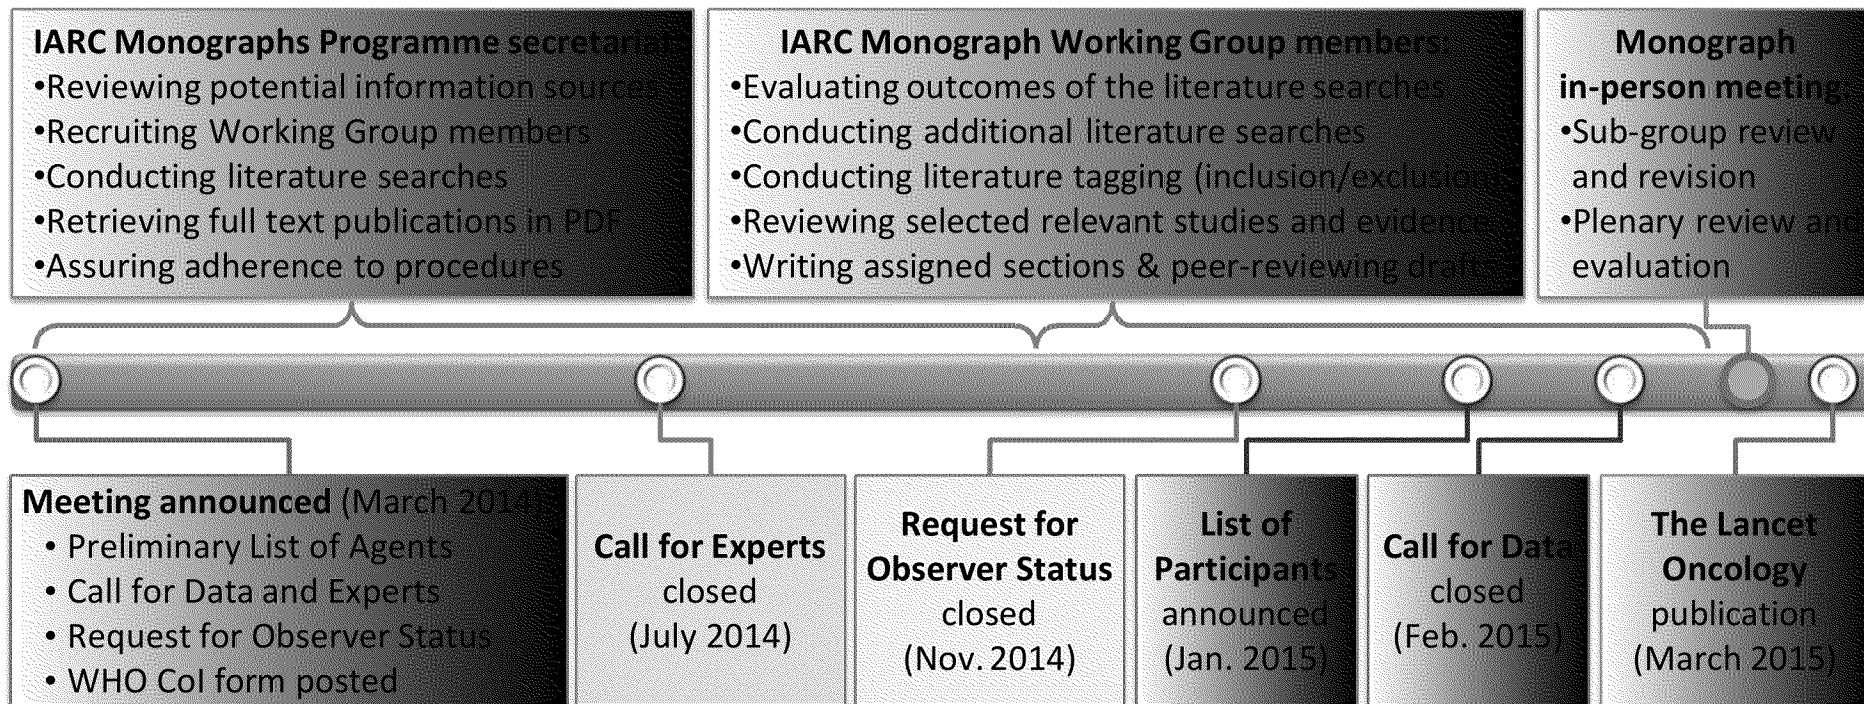 IARC Monographs Programme secretariat
•Reviewing potential information sources
•Recruiting Working Group members
•Conducting literature searches
•Retrieving full text publications in PDF
•Assuring adherence to procedures
IARC Monograph Working Group members:
•Evaluating outcomes of the literature searches
•Conducting additional literature searches
•Conducting literature tagging (inclusion/exclusion)
•Reviewing selected relevant studies and evidence
•Writing assigned sections & peer-reviewing drafts
Monograph
in-person meeting:
•Sub-group review
and revision
•Plenary review and
evaluation
Meeting announced (March 2014)
• Preliminary List of Agents
• Call for Data and Experts
• Request for Observer Status
• WHO CoI form posted
Call for Experts
closed
(July 2014)
Request for
Observer Status
closed
(Nov. 2014)
List of
Participants
announced
(Jan. 2015)
Call for Data
closed
(Feb. 2015)
The Lancet
Oncology
publication
(March 2015)